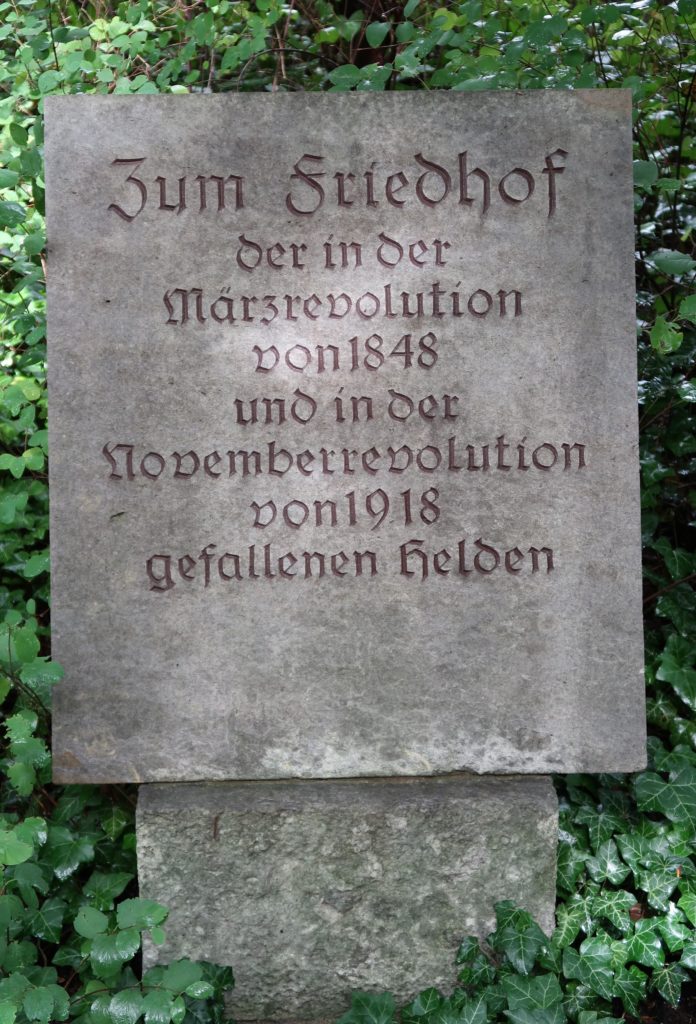 Zum Friedhof
der in der
Märzrevolution
von 1848
und in der
Novemberrevolution
von 1918
gefallenen Helden